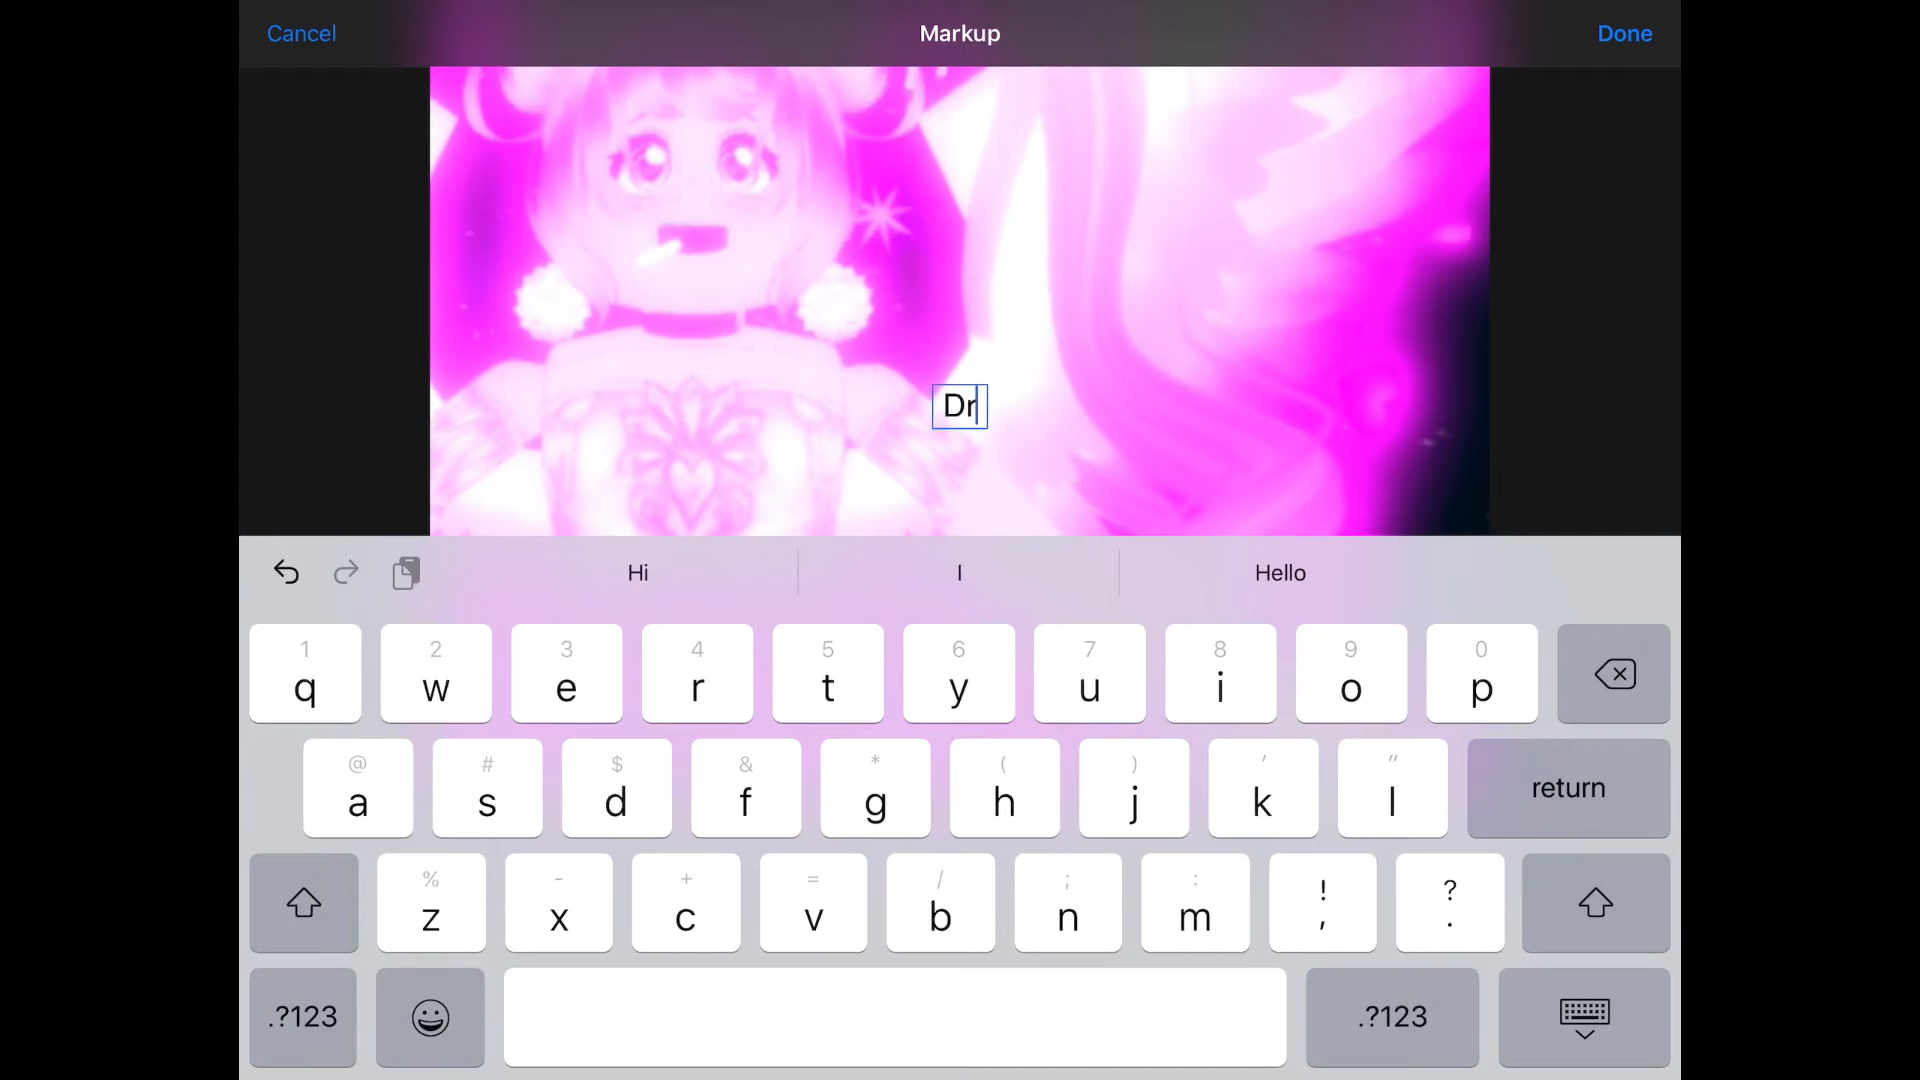 Cancel Markup Done
Dr
Hi I Hello
1 2 3 4 5 6 7 8 9 0
q w e r t y u i o p
@ # $ & * ( ) ' "
a s d f g h j k l return
% - + = / ; : ! ?
z x c v b n m , .
.?123 .?123